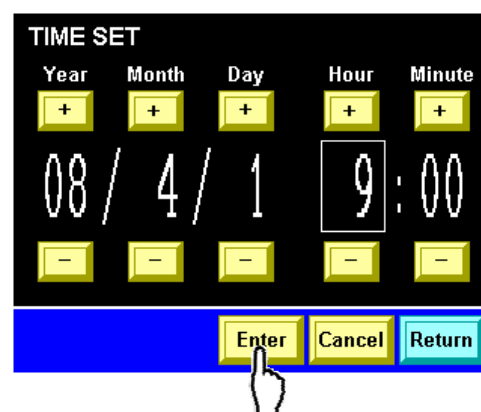 TIME SET
Year Month Day Hour Minute
+ + + + +
08/ 4/ 1 9:00
− − − − −
Enter Cancel Return